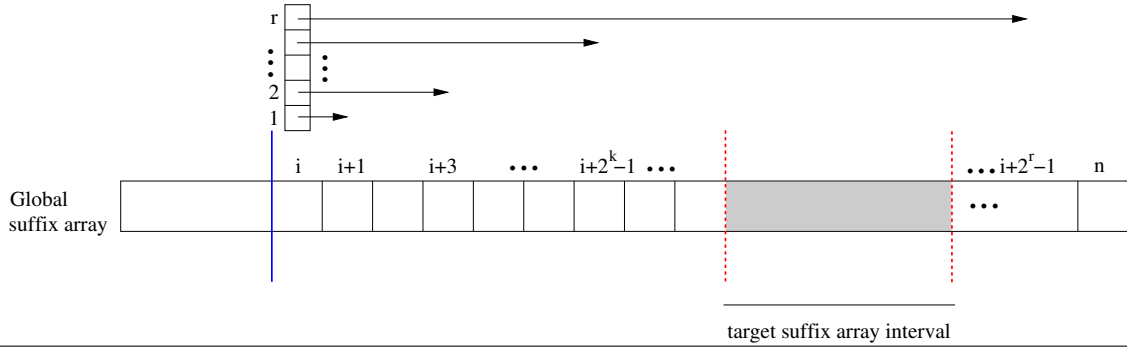 r
2
1
i i+1 i+3 ••• i+2^k−1 ••• ••• i+2^r−1 n
Global
suffix array
•••
target suffix array interval